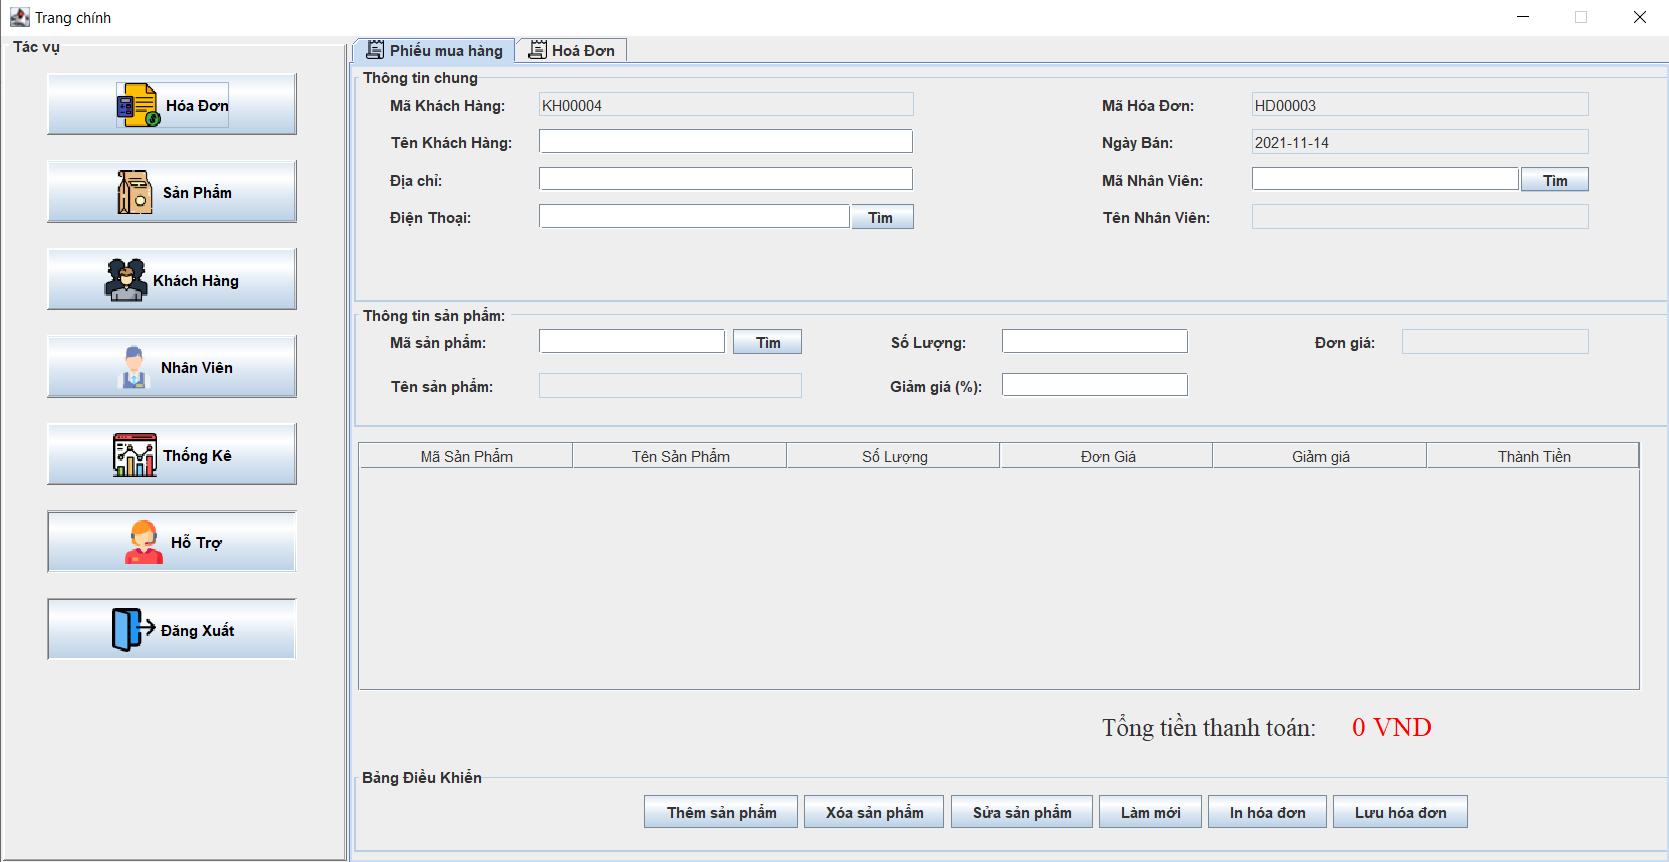 Trang chính
Tác vụ
Hóa Đơn
Sản Phẩm
Khách Hàng
Nhân Viên
Thống Kê
Hỗ Trợ
Đăng Xuất
Phiếu mua hàng
Hoá Đơn
Thông tin chung
Mã Khách Hàng: KH00004
Mã Hóa Đơn: HD00003
Tên Khách Hàng:
Ngày Bán: 2021-11-14
Địa chỉ:
Mã Nhân Viên: Tìm
Điện Thoại: Tìm
Tên Nhân Viên:
Thông tin sản phẩm:
Mã sản phẩm: Tìm
Số Lượng:
Đơn giá:
Tên sản phẩm:
Giảm giá (%):
Mã Sản Phẩm Tên Sản Phẩm Số Lượng Đơn Giá Giảm giá Thành Tiền
Tổng tiền thanh toán: 0 VND
Bảng Điều Khiển
Thêm sản phẩm Xóa sản phẩm Sửa sản phẩm Làm mới In hóa đơn Lưu hóa đơn